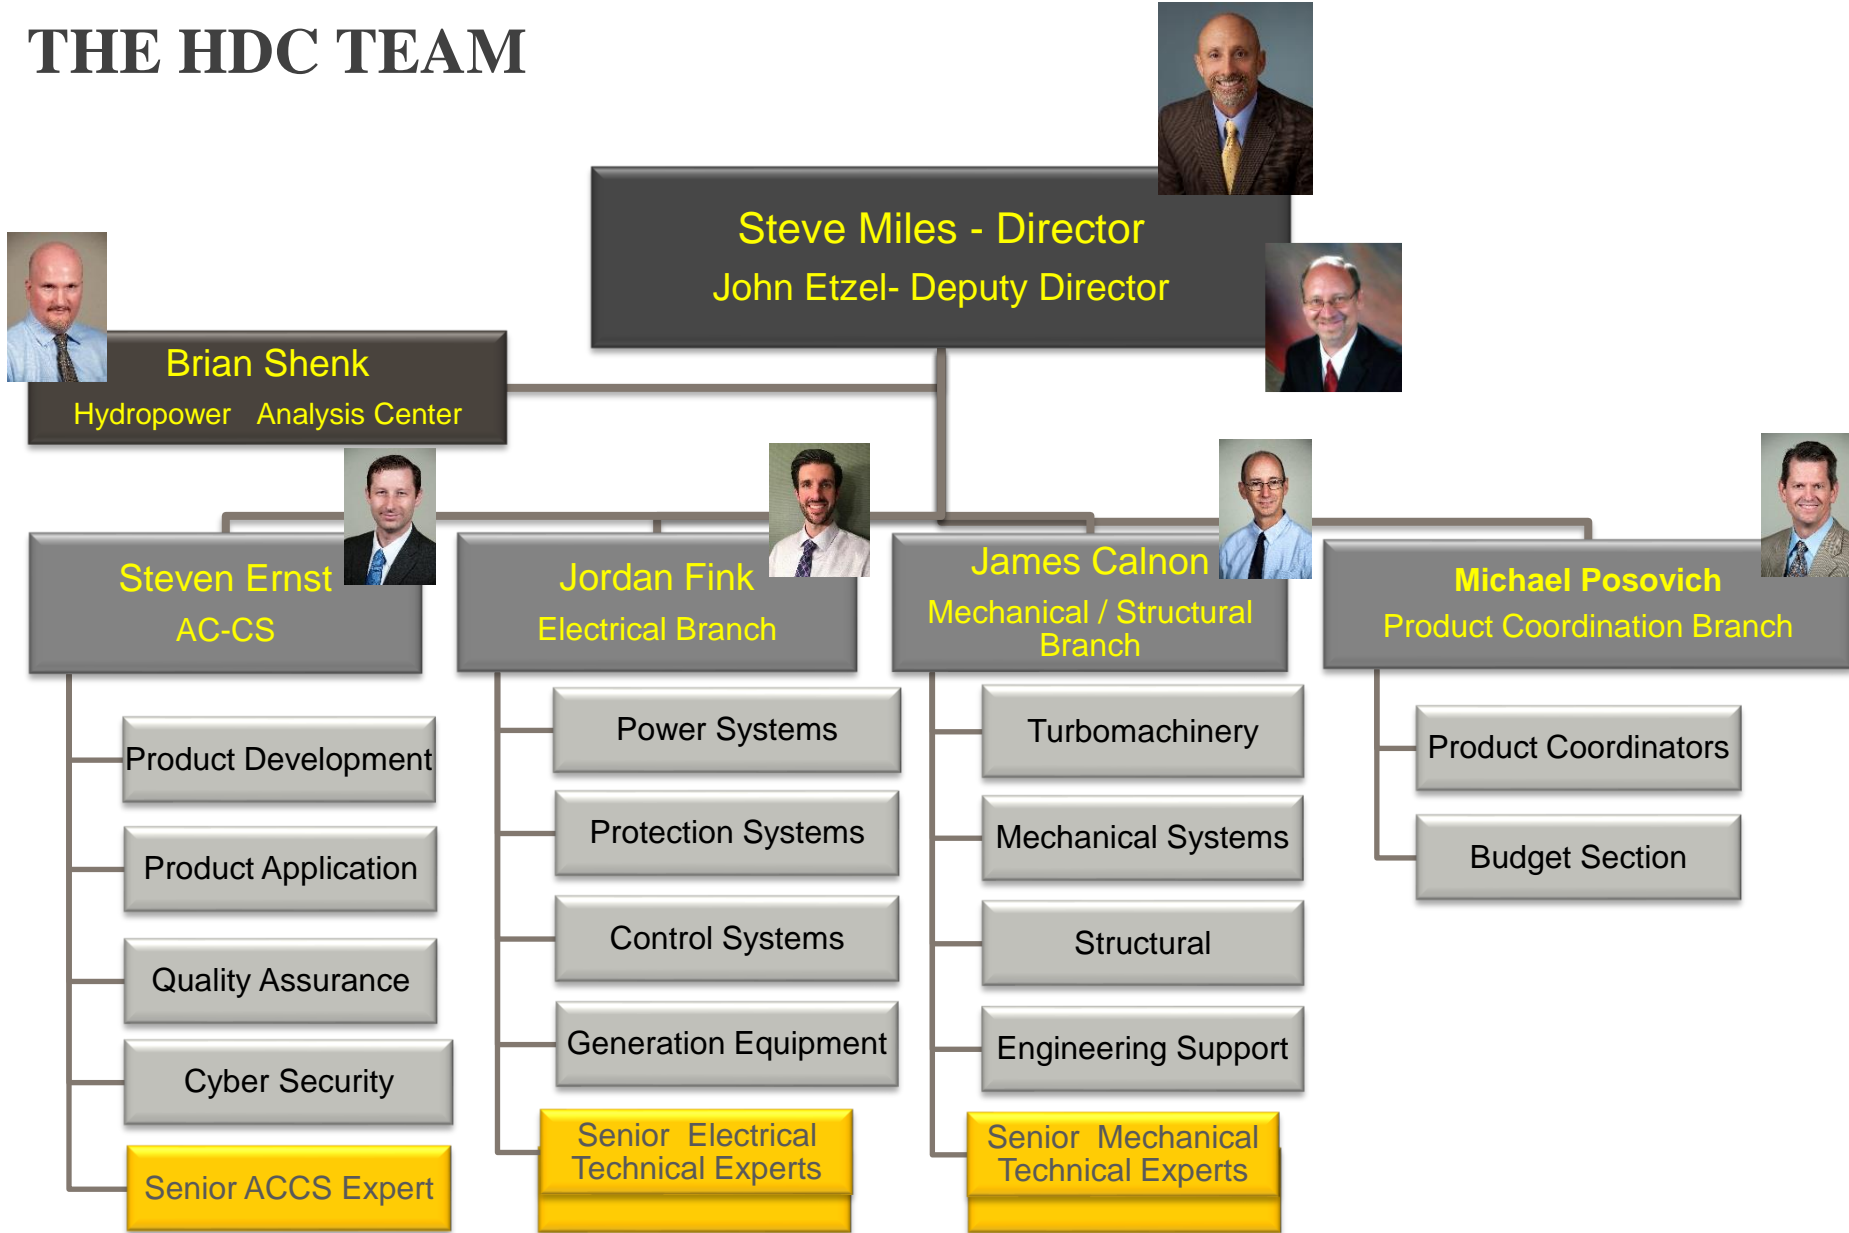 THE HDC TEAM
Steve Miles - Director
John Etzel- Deputy Director
Brian Shenk
Hydropower Analysis Center
Steven Ernst
AC-CS
Jordan Fink
Electrical Branch
James Calnon
Mechanical / Structural
Branch
Michael Posovich
Product Coordination Branch
Product Development
Product Application
Quality Assurance
Cyber Security
Senior ACCS Expert
Power Systems
Protection Systems
Control Systems
Generation Equipment
Senior Electrical
Technical Experts
Turbomachinery
Mechanical Systems
Structural
Engineering Support
Senior Mechanical
Technical Experts
Product Coordinators
Budget Section